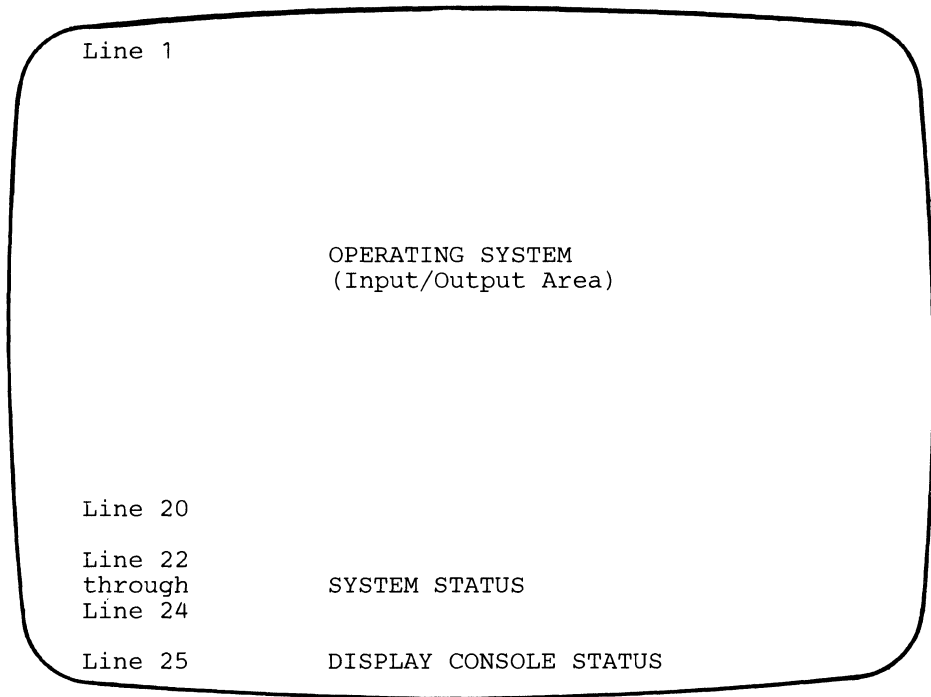 Line 1
OPERATING SYSTEM
(Input/Output Area)
Line 20
Line 22
through SYSTEM STATUS
Line 24
Line 25 DISPLAY CONSOLE STATUS